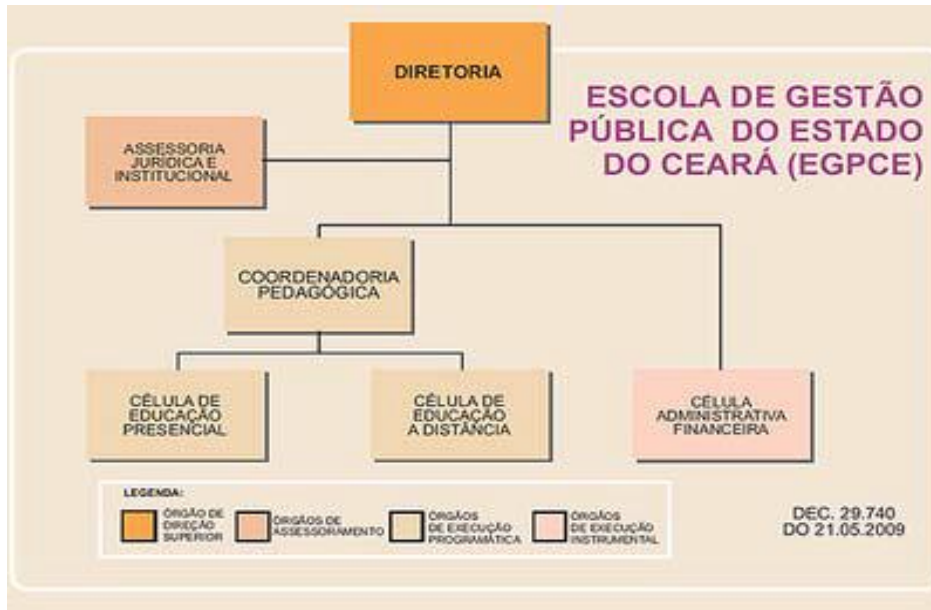 DIRETORIA
ESCOLA DE GESTÃO
PÚBLICA DO ESTADO
DO CEARÁ (EGPCE)
ASSESSORIA
JURÍDICA E
INSTITUCIONAL
COORDENADORIA
PEDAGÓGICA
CÉLULA DE
EDUCAÇÃO
PRESENCIAL
CÉLULA DE
EDUCAÇÃO
A DISTÂNCIA
CÉLULA
ADMINISTRATIVA
FINANCEIRA
LEGENDA:
ÓRGÃO DE
DIREÇÃO
SUPERIOR
ÓRGÃOS DE
ASSESSORAMENTO
ÓRGÃOS
DE EXECUÇÃO
PROGRAMÁTICA
ÓRGÃOS
DE EXECUÇÃO
INSTRUMENTAL
DEC. 29.740
DO 21.05.2009